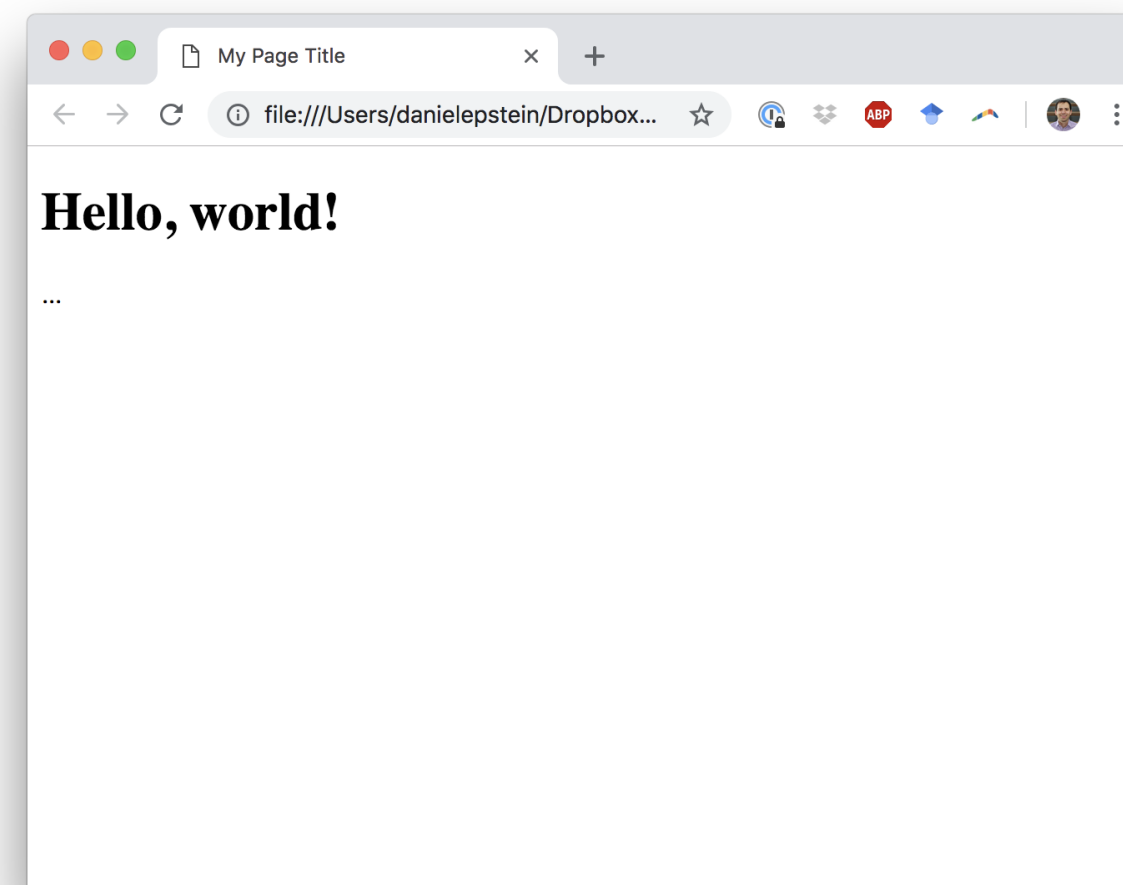 My Page Title
file:///Users/danielepstein/Dropbox...
ABP
Hello, world!
...